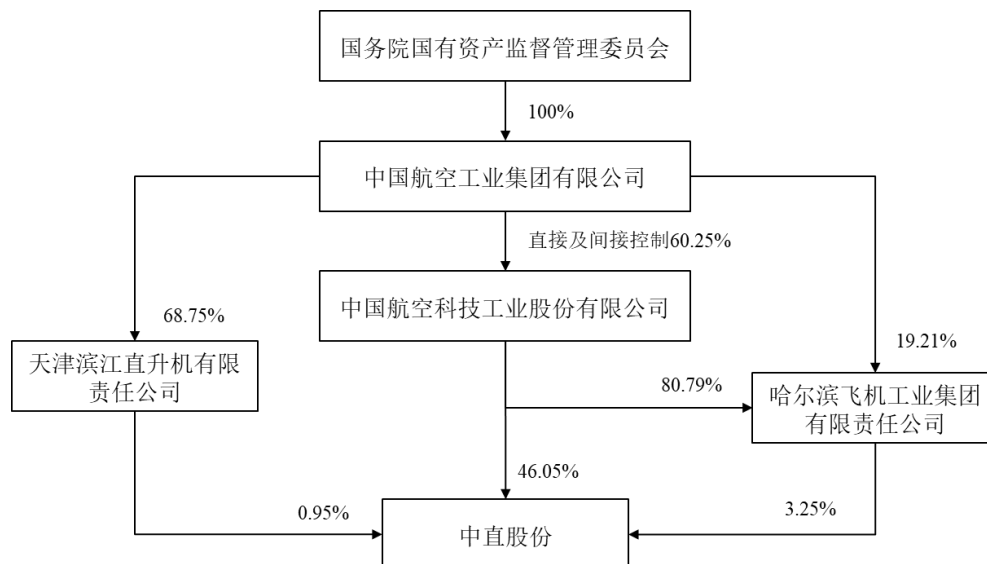 国务院国有资产监督管理委员会
100%
中国航空工业集团有限公司
直接及间接控制60.25%
中国航空科技工业股份有限公司
68.75%
19.21%
天津滨江直升机有限
责任公司
80.79%
哈尔滨飞机工业集团
有限责任公司
46.05%
0.95%
3.25%
中直股份